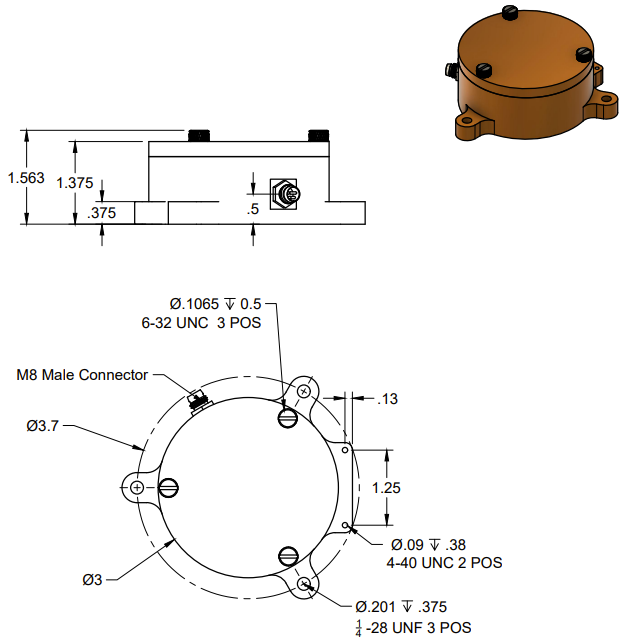 1.563
1.375
.375
.5
Ø.1065 ↧ 0.5
6-32 UNC 3 POS
M8 Male Connector
.13
Ø3.7
1.25
Ø.09 ↧ .38
4-40 UNC 2 POS
Ø3
Ø.201 ↧ .375
1/4 -28 UNF 3 POS